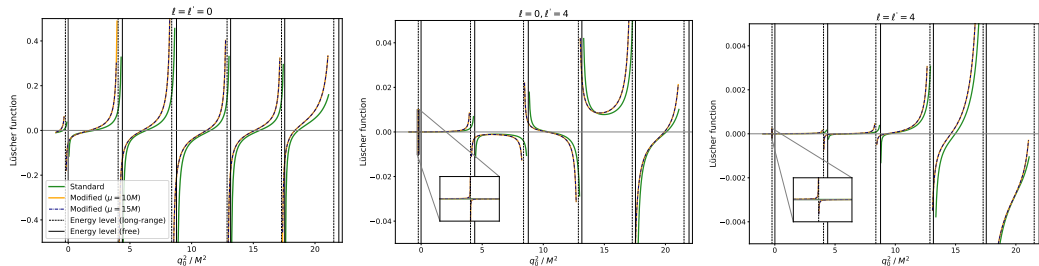 ℓ = ℓ′ = 0
Lüscher function
0.4
0.2
0.0
−0.2
−0.4
Standard
Modified (μ = 10M)
Modified (μ = 15M)
Energy level (long-range)
Energy level (free)
0 5 10 15 20
q₀² / M²
ℓ = 0, ℓ′ = 4
Lüscher function
0.04
0.02
0.00
−0.02
−0.04
0 5 10 15 20
q₀² / M²
ℓ = ℓ′ = 4
Lüscher function
0.004
0.002
0.000
−0.002
−0.004
0 5 10 15 20
q₀² / M²